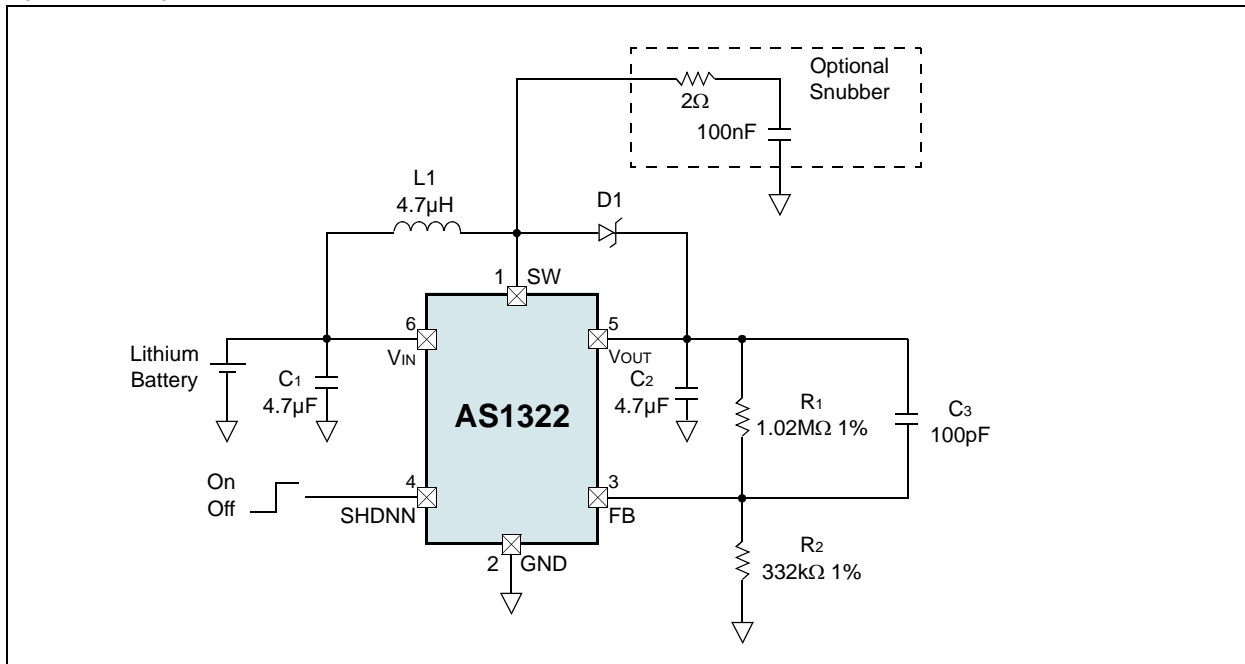 Optional
Snubber
2Ω
100nF
L1
4.7µH
D1
1 SW
6
VIN
5
VOUT
Lithium
Battery
C1
4.7µF
C2
4.7µF
AS1322
R1
1.02MΩ 1%
C3
100pF
On
Off
4
SHDNN
3
FB
2 GND
R2
332kΩ 1%